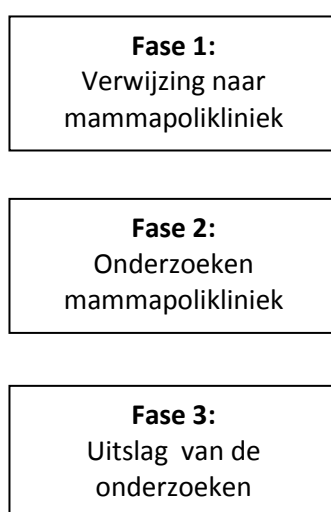 Fase 1:
Verwijzing naar
mammapolikliniek
Fase 2:
Onderzoeken
mammapolikliniek
Fase 3:
Uitslag van de
onderzoeken